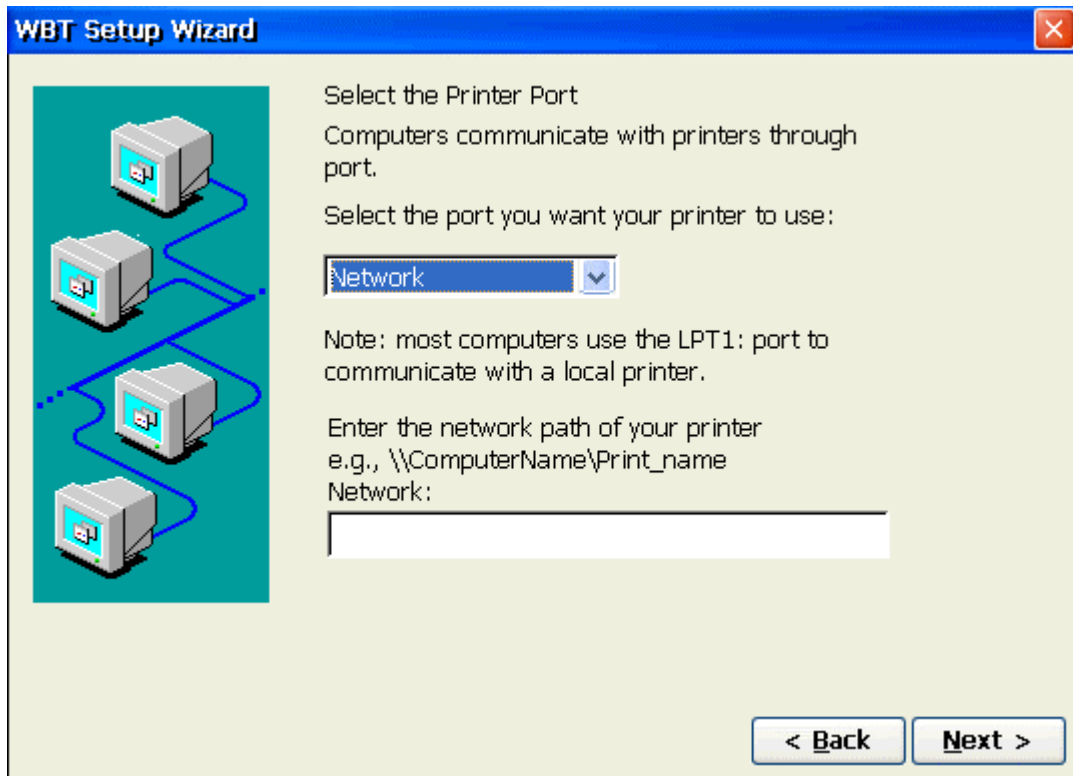 WBT Setup Wizard
Select the Printer Port
Computers communicate with printers through
port.
Select the port you want your printer to use:
Network
Note: most computers use the LPT1: port to
communicate with a local printer.
Enter the network path of your printer
e.g., \\ComputerName\Print_name
Network:
< Back
Next >